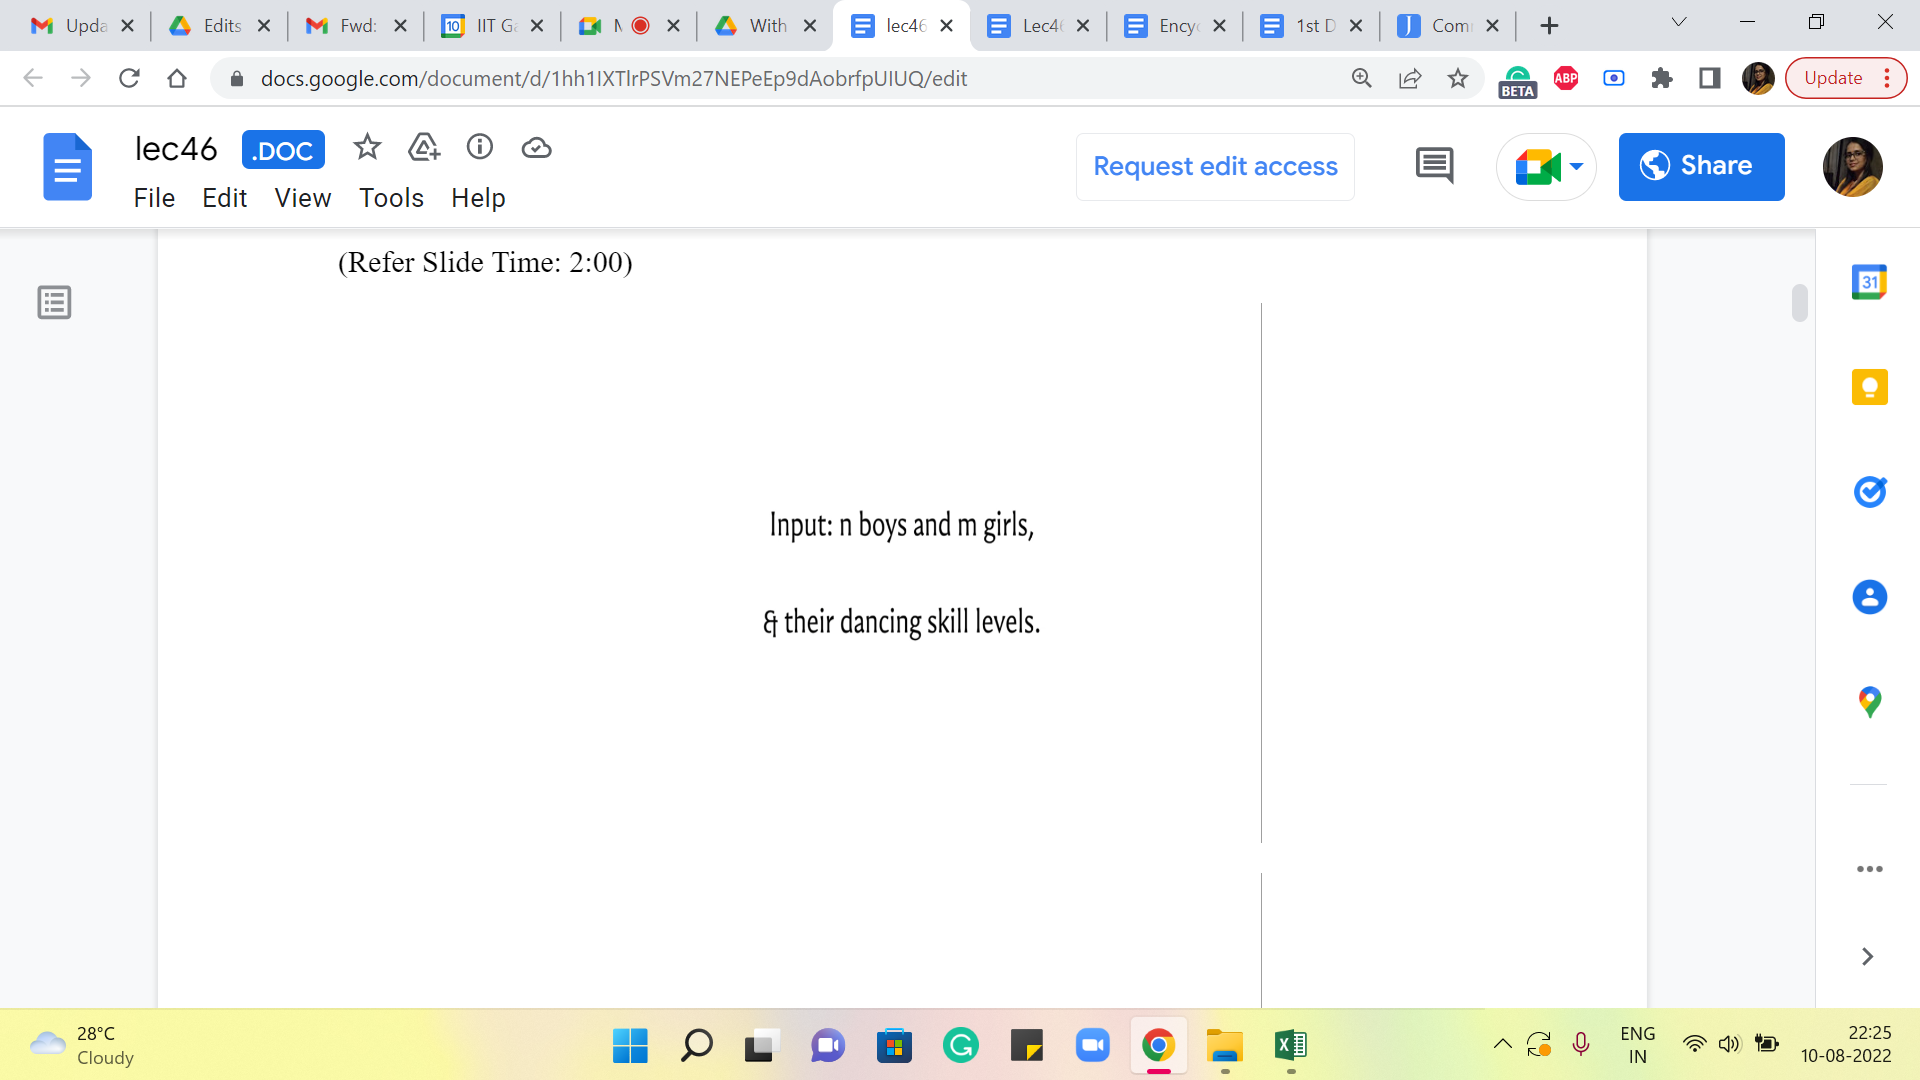 Upda
Edits
Fwd:
IIT Ga
With
lec46
Lec4
Ency
1st D
Com
docs.google.com/document/d/1hh1IXTlrPSVm27NEPeEp9dAobrfpUIUQ/edit
BETA
ABP
Update
lec46 .DOC
Request edit access
Share
File Edit View Tools Help
(Refer Slide Time: 2:00)
31
Input: n boys and m girls,
& their dancing skill levels.
28°C
Cloudy
ENG
IN
22:25
10-08-2022